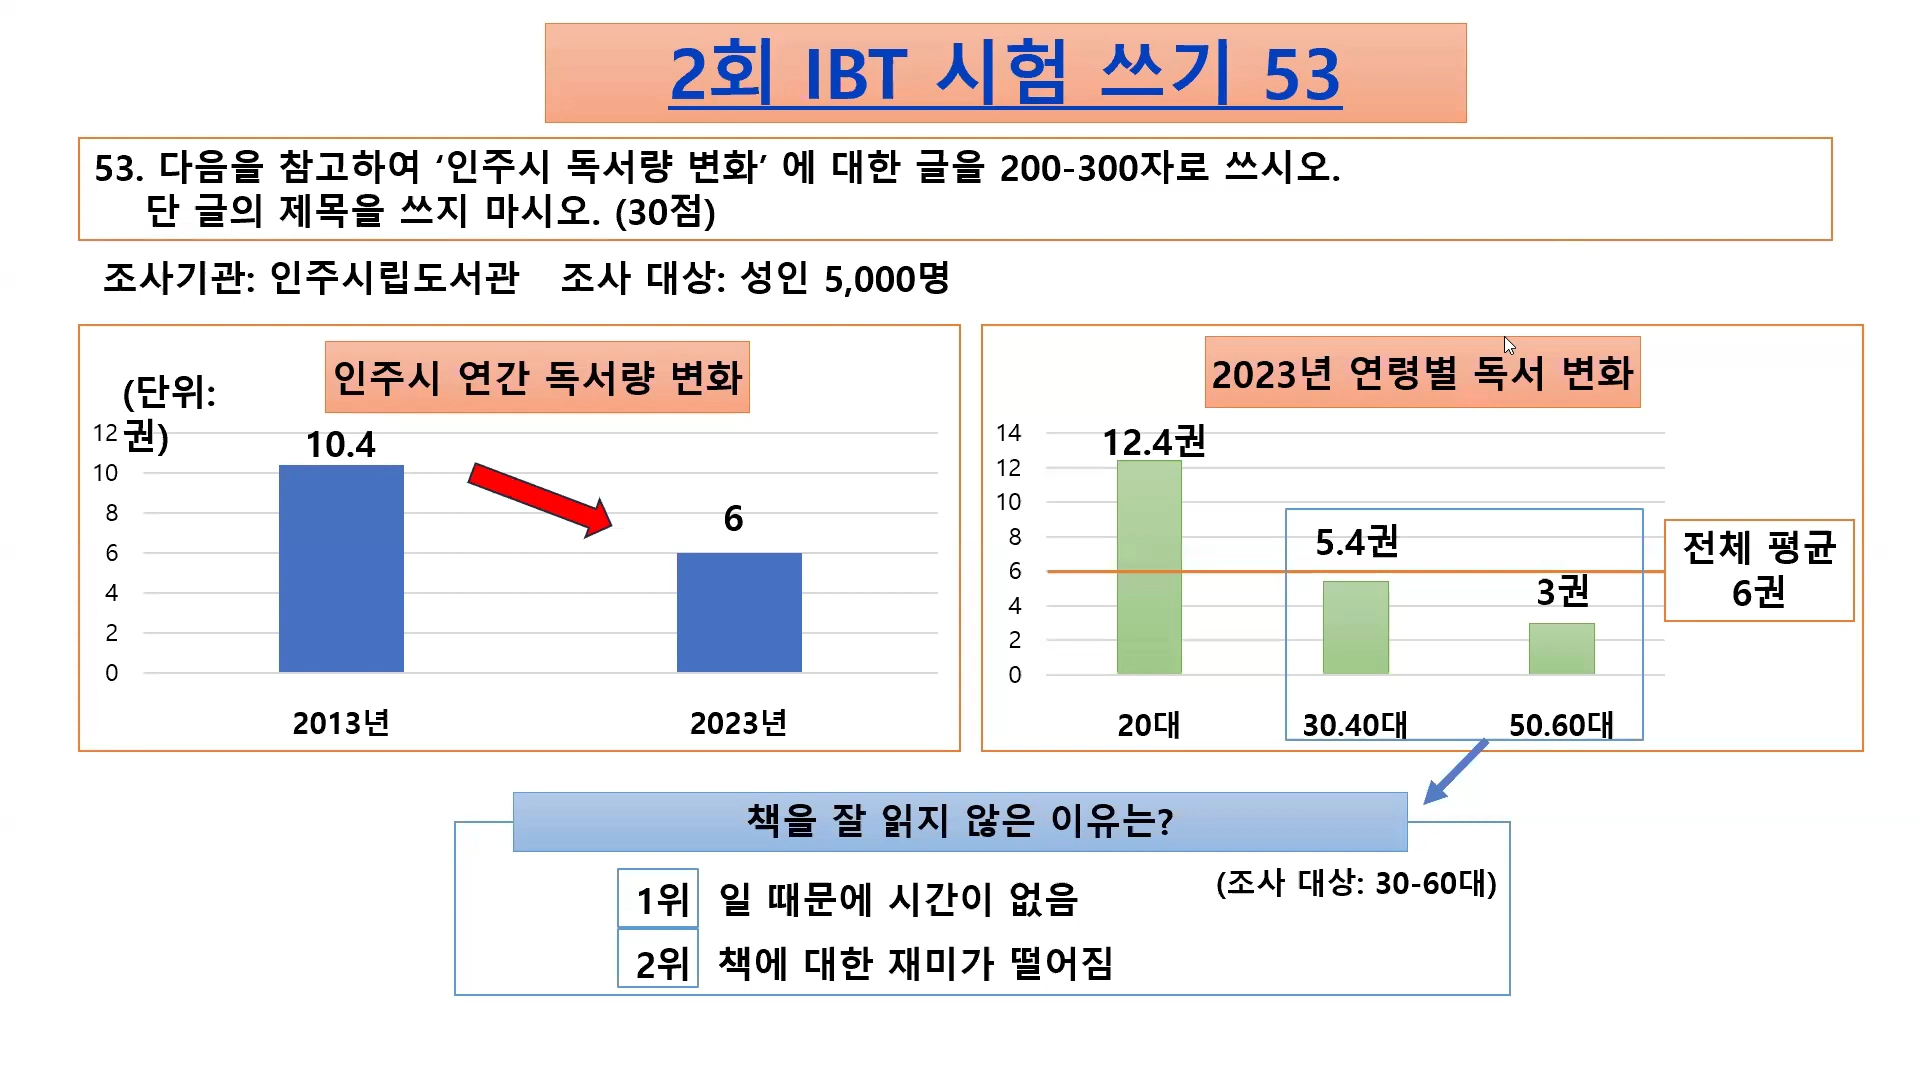 2회 IBT 시험 쓰기 53
53. 다음을 참고하여 ‘인주시 독서량 변화’ 에 대한 글을 200-300자로 쓰시오.
단 글의 제목을 쓰지 마시오. (30점)
조사기관: 인주시립도서관 조사 대상: 성인 5,000명
인주시 연간 독서량 변화
(단위:
권)
12
10
8
6
4
2
0
10.4
6
2013년
2023년
2023년 연령별 독서 변화
14
12
10
8
6
4
2
0
12.4권
5.4권
3권
전체 평균
6권
20대
30.40대
50.60대
책을 잘 읽지 않은 이유는?
(조사 대상: 30-60대)
1위 일 때문에 시간이 없음
2위 책에 대한 재미가 떨어짐